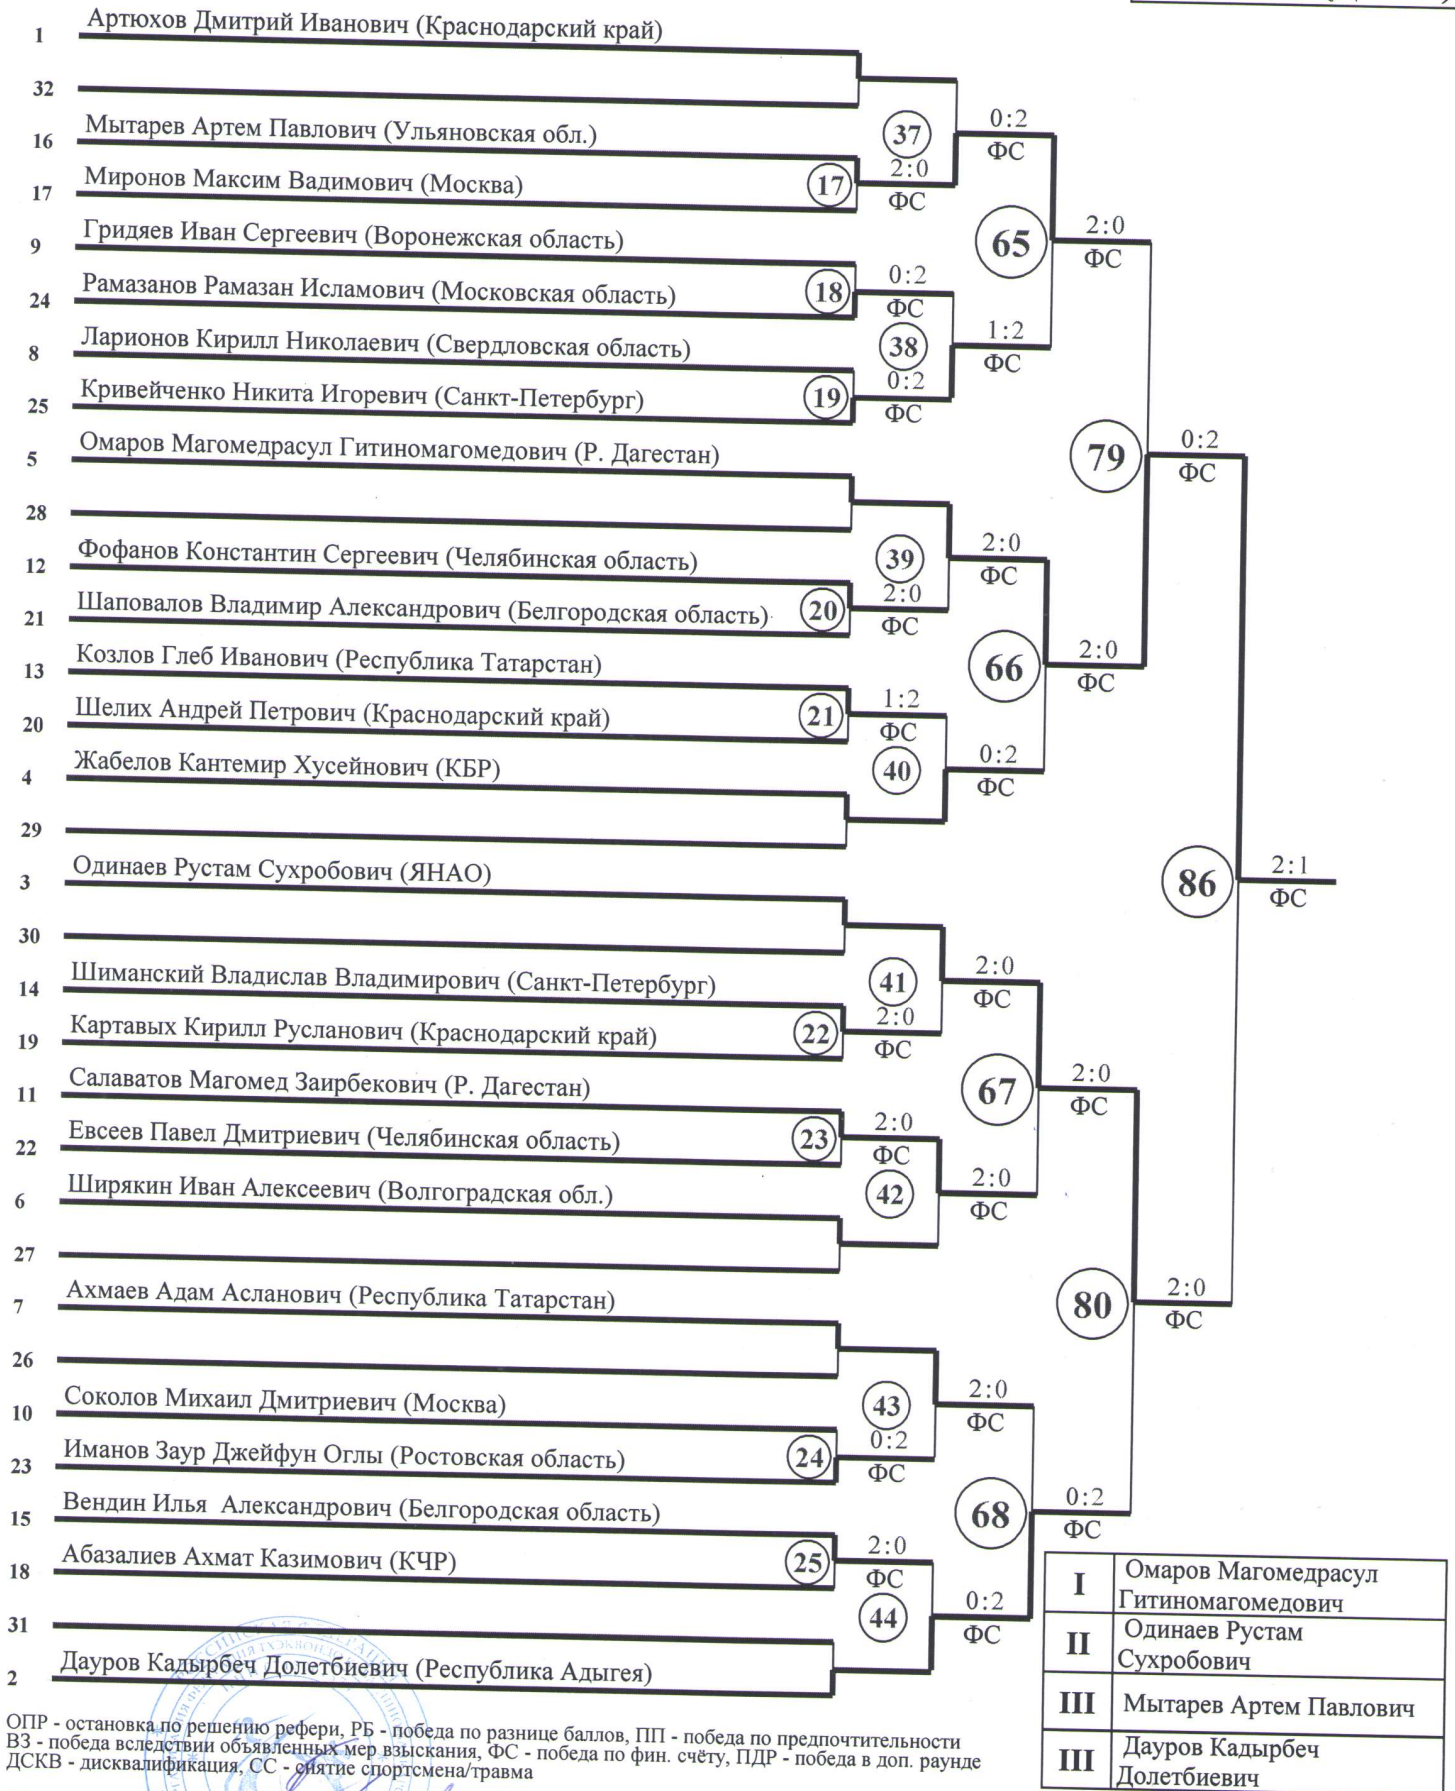 1 Артюхов Дмитрий Иванович (Краснодарский край)
32
16 Мытарев Артем Павлович (Ульяновская обл.)
37
0:2
ФС
17 Миронов Максим Вадимович (Москва)
17
2:0
ФС
9 Гридяев Иван Сергеевич (Воронежская область)
65
2:0
ФС
24 Рамазанов Рамазан Исламович (Московская область)
18
0:2
ФС
8 Ларионов Кирилл Николаевич (Свердловская область)
38
1:2
ФС
25 Кривейченко Никита Игоревич (Санкт-Петербург)
19
0:2
ФС
5 Омаров Магомедрасул Гитиномагомедович (Р. Дагестан)
79
0:2
ФС
28
12 Фофанов Константин Сергеевич (Челябинская область)
39
2:0
ФС
21 Шаповалов Владимир Александрович (Белгородская область)
20
2:0
ФС
13 Козлов Глеб Иванович (Республика Татарстан)
66
2:0
ФС
20 Шелих Андрей Петрович (Краснодарский край)
21
1:2
ФС
4 Жабелов Кантемир Хусейнович (КБР)
40
0:2
ФС
29
3 Одинаев Рустам Сухробович (ЯНАО)
86
2:1
ФС
30
14 Шиманский Владислав Владимирович (Санкт-Петербург)
41
2:0
ФС
19 Картавых Кирилл Русланович (Краснодарский край)
22
2:0
ФС
11 Салаватов Магомед Заирбекович (Р. Дагестан)
67
2:0
ФС
22 Евсеев Павел Дмитриевич (Челябинская область)
23
2:0
ФС
6 Ширякин Иван Алексеевич (Волгоградская обл.)
42
2:0
ФС
27
7 Ахмаев Адам Асланович (Республика Татарстан)
80
2:0
ФС
26
10 Соколов Михаил Дмитриевич (Москва)
43
2:0
ФС
23 Иманов Заур Джейфун Оглы (Ростовская область)
24
0:2
ФС
15 Вендин Илья Александрович (Белгородская область)
68
0:2
ФС
18 Абазалиев Ахмат Казимович (КЧР)
25
2:0
ФС
31
44
0:2
ФС
2 Дауров Кадырбеч Долетбиевич (Республика Адыгея)
I Омаров Магомедрасул
Гитиномагомедович
II Одинаев Рустам
Сухробович
III Мытарев Артем Павлович
III Дауров Кадырбеч
Долетбиевич
ОПР - остановка по решению рефери, РБ - победа по разнице баллов, ПП - победа по предпочтительности
ВЗ - победа вследствии объявленных мер взыскания, ФС - победа по фин. счёту, ПДР - победа в доп. раунде
ДСКВ - дисквалификация, СС - снятие спортсмена/травма